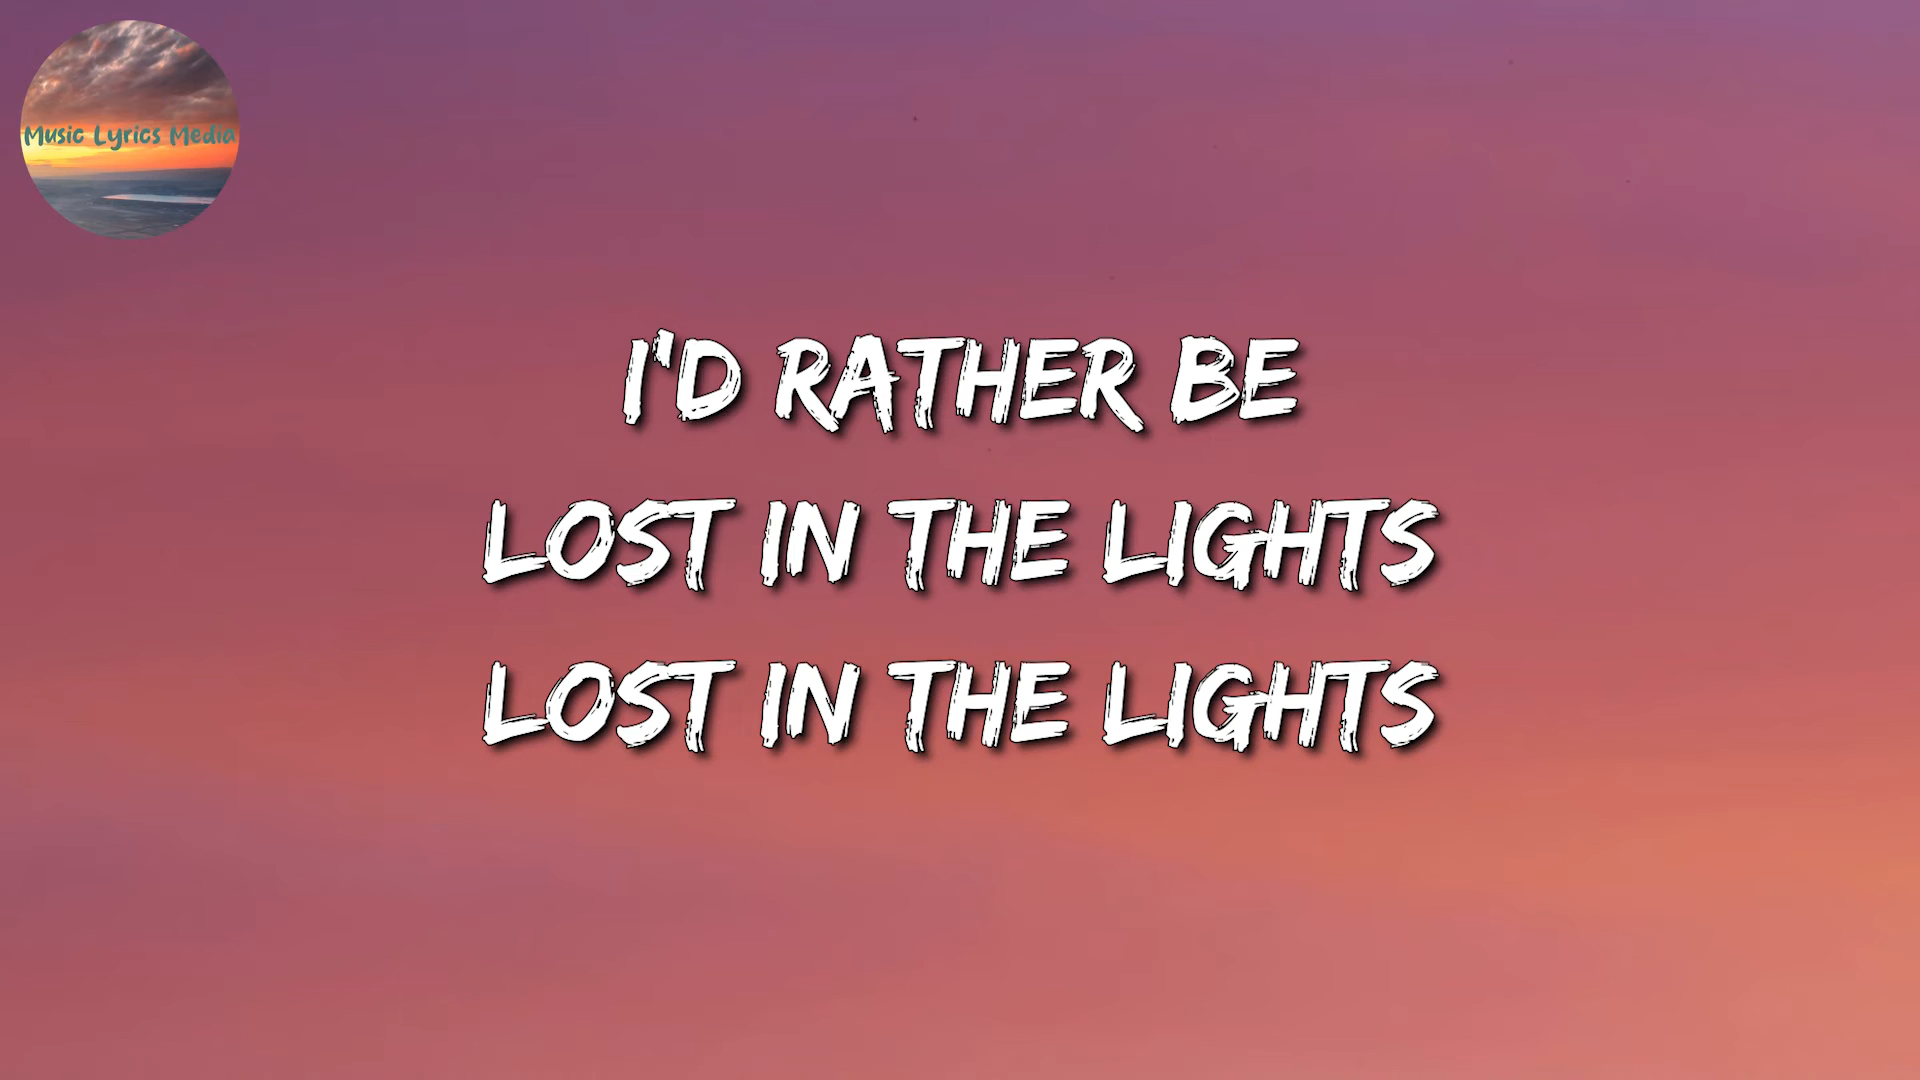 Music Lyrics Media
I'D RATHER BE
LOST IN THE LIGHTS
LOST IN THE LIGHTS